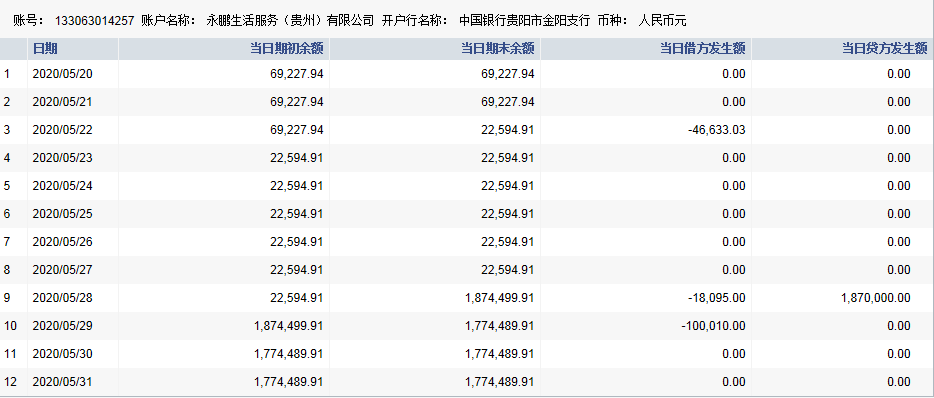 账号： 133063014257 账户名称： 永鹏生活服务（贵州）有限公司 开户行名称： 中国银行贵阳市金阳支行 币种： 人民币元
日期 当日期初余额 当日期末余额 当日借方发生额 当日贷方发生额
1 2020/05/20 69,227.94 69,227.94 0.00 0.00
2 2020/05/21 69,227.94 69,227.94 0.00 0.00
3 2020/05/22 69,227.94 22,594.91 -46,633.03 0.00
4 2020/05/23 22,594.91 22,594.91 0.00 0.00
5 2020/05/24 22,594.91 22,594.91 0.00 0.00
6 2020/05/25 22,594.91 22,594.91 0.00 0.00
7 2020/05/26 22,594.91 22,594.91 0.00 0.00
8 2020/05/27 22,594.91 22,594.91 0.00 0.00
9 2020/05/28 22,594.91 1,874,499.91 -18,095.00 1,870,000.00
10 2020/05/29 1,874,499.91 1,774,489.91 -100,010.00 0.00
11 2020/05/30 1,774,489.91 1,774,489.91 0.00 0.00
12 2020/05/31 1,774,489.91 1,774,489.91 0.00 0.00